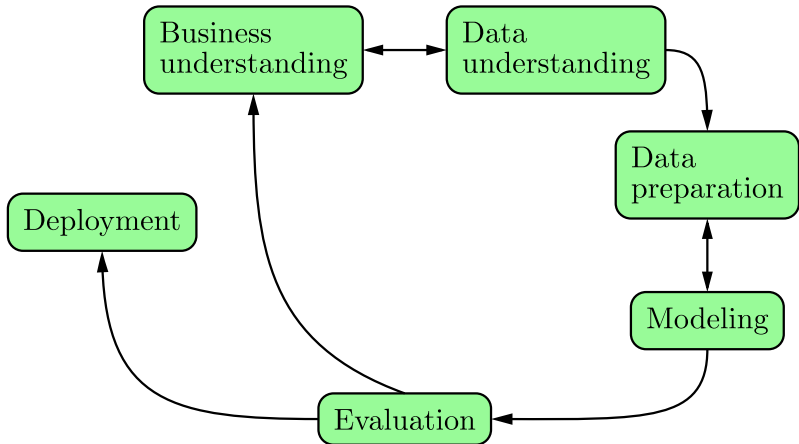 Business
understanding
Data
understanding
Data
preparation
Deployment
Modeling
Evaluation